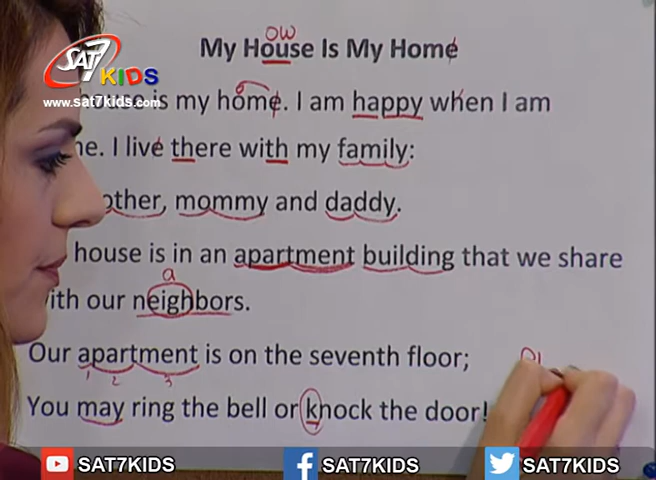 My House Is My Home
ow
house is my home. I am happy when I am
I live there with my family:
mommy and daddy.
house is in an apartment building that we share
a
with our neighbors.
Our apartment is on the seventh floor;
1 2 3
You may ring the bell or knock the door!
SAT7
KIDS
www.sat7kids.com
SAT7KIDS
SAT7KIDS
SAT7KIDS